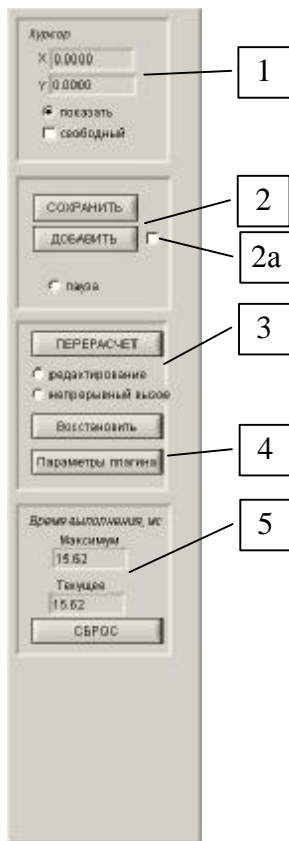 Курсор
X 0.0000
Y 0.0000
показать
свободный
1
СОХРАНИТЬ
ДОБАВИТЬ
пауза
2
2а
ПЕРЕРАСЧЕТ
редактирование
непрерывный вызов
Восстановить
Параметры плагина
3
4
Время выполнения, мс
Максимум
15.62
Текущее
15.62
СБРОС
5